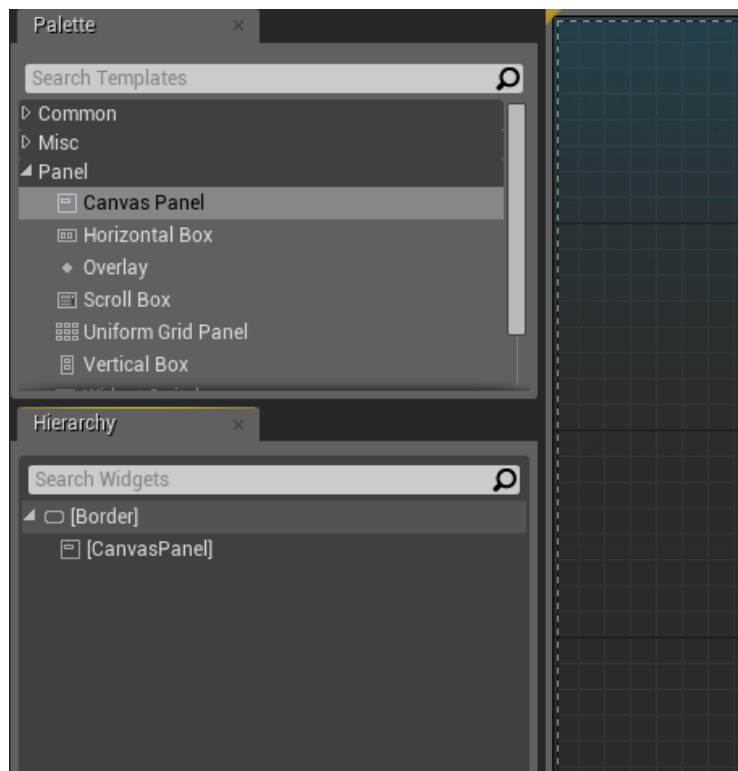 Palette
Search Templates
Common
Misc
Panel
Canvas Panel
Horizontal Box
Overlay
Scroll Box
Uniform Grid Panel
Vertical Box
Hierarchy
Search Widgets
[Border]
[CanvasPanel]